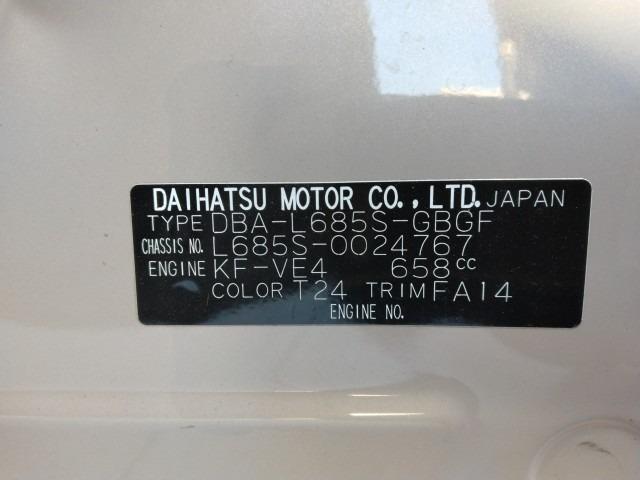 DAIHATSU MOTOR CO., LTD. JAPAN
TYPE DBA-L685S-GBGF
CHASSIS NO. L685S-0024767
ENGINE KF-VE4 658cc
COLOR T24 TRIM FA14
ENGINE NO.